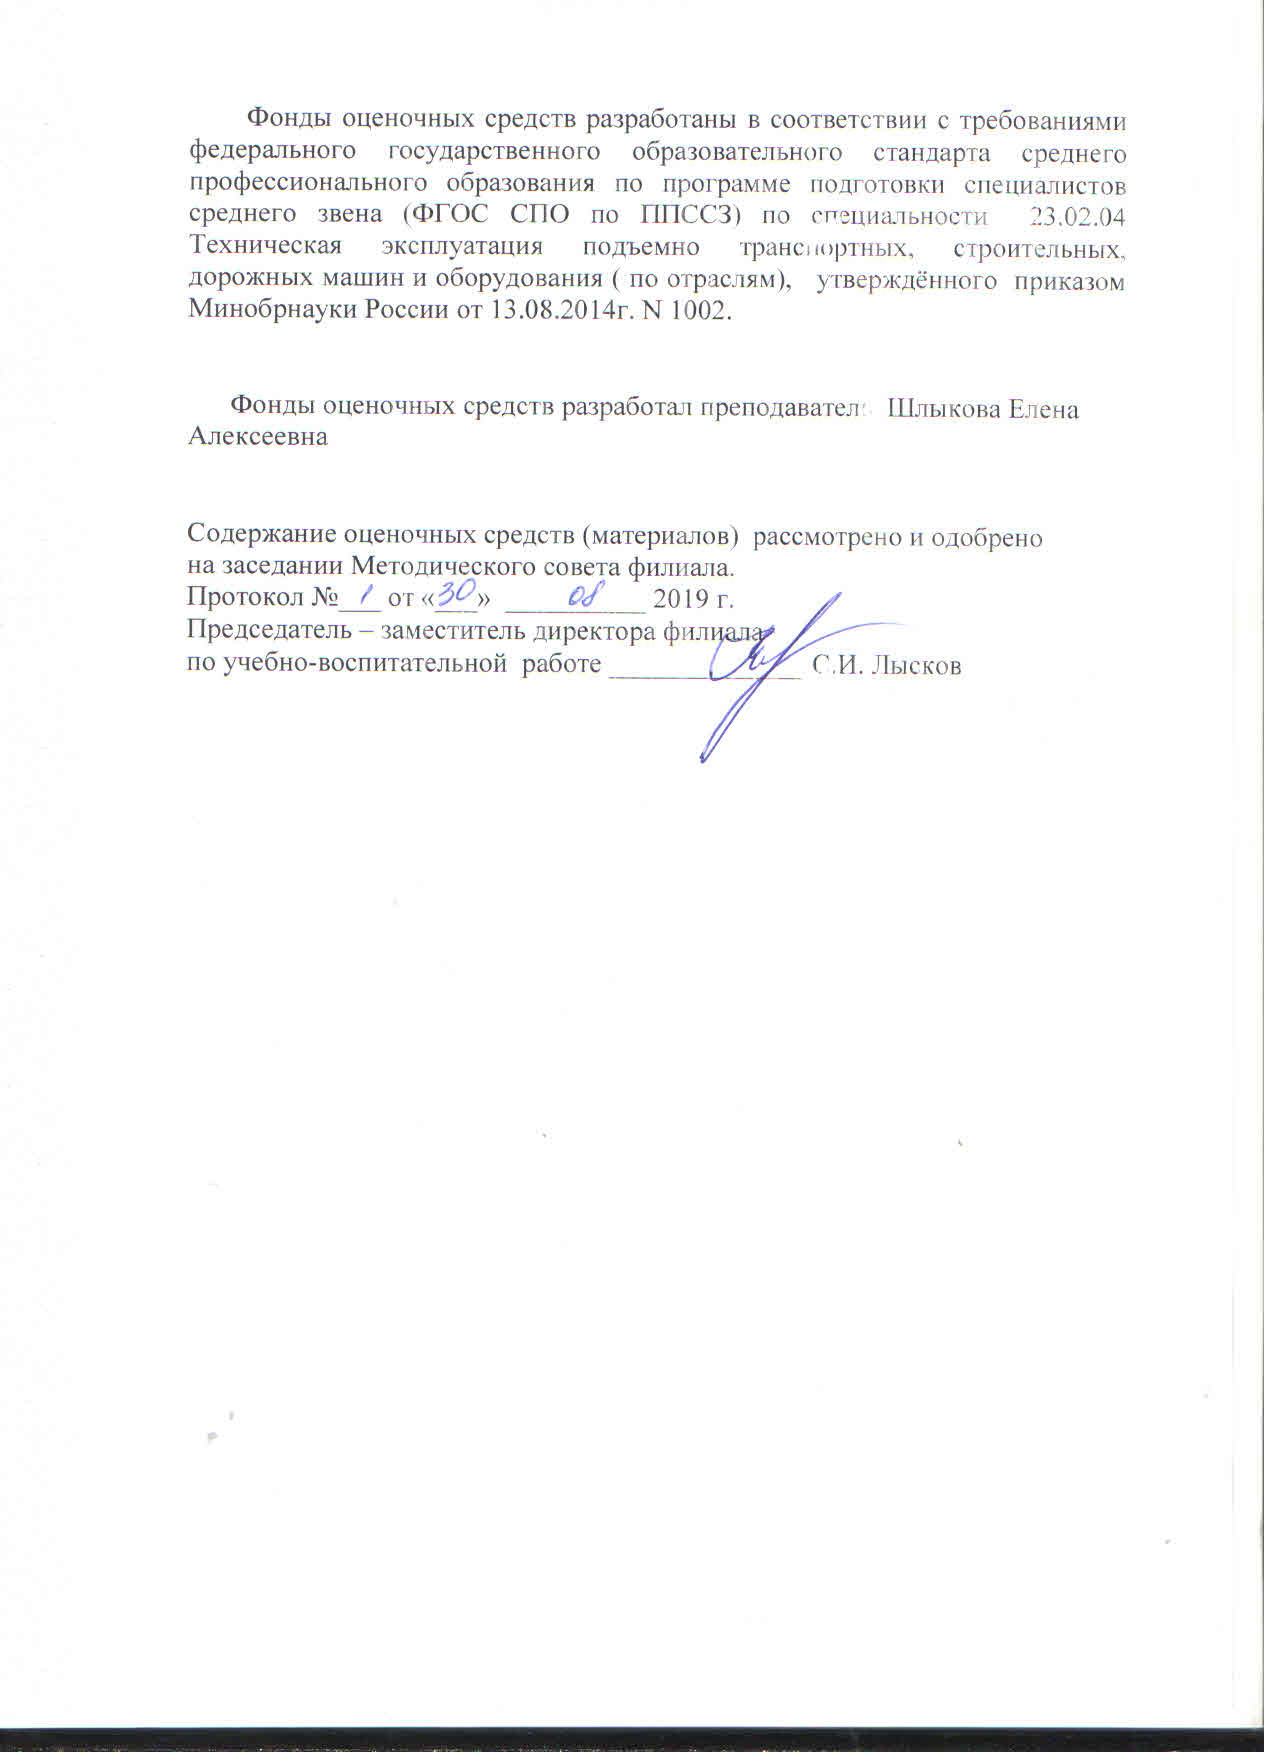 Фонды оценочных средств разработаны в соответствии с требованиями
федерального государственного образовательного стандарта среднего
профессионального образования по программе подготовки специалистов
среднего звена (ФГОС СПО по ППССЗ) по специальности 23.02.04
Техническая эксплуатация подъемно транспортных, строительных,
дорожных машин и оборудования ( по отраслям), утверждённого приказом
Минобрнауки России от 13.08.2014г. N 1002.
Фонды оценочных средств разработал преподаватель Шлыкова Елена
Алексеевна
Содержание оценочных средств (материалов) рассмотрено и одобрено
на заседании Методического совета филиала.
Протокол № 1 от «30» 08 2019 г.
Председатель – заместитель директора филиала
по учебно-воспитательной работе ______________ С.И. Лысков